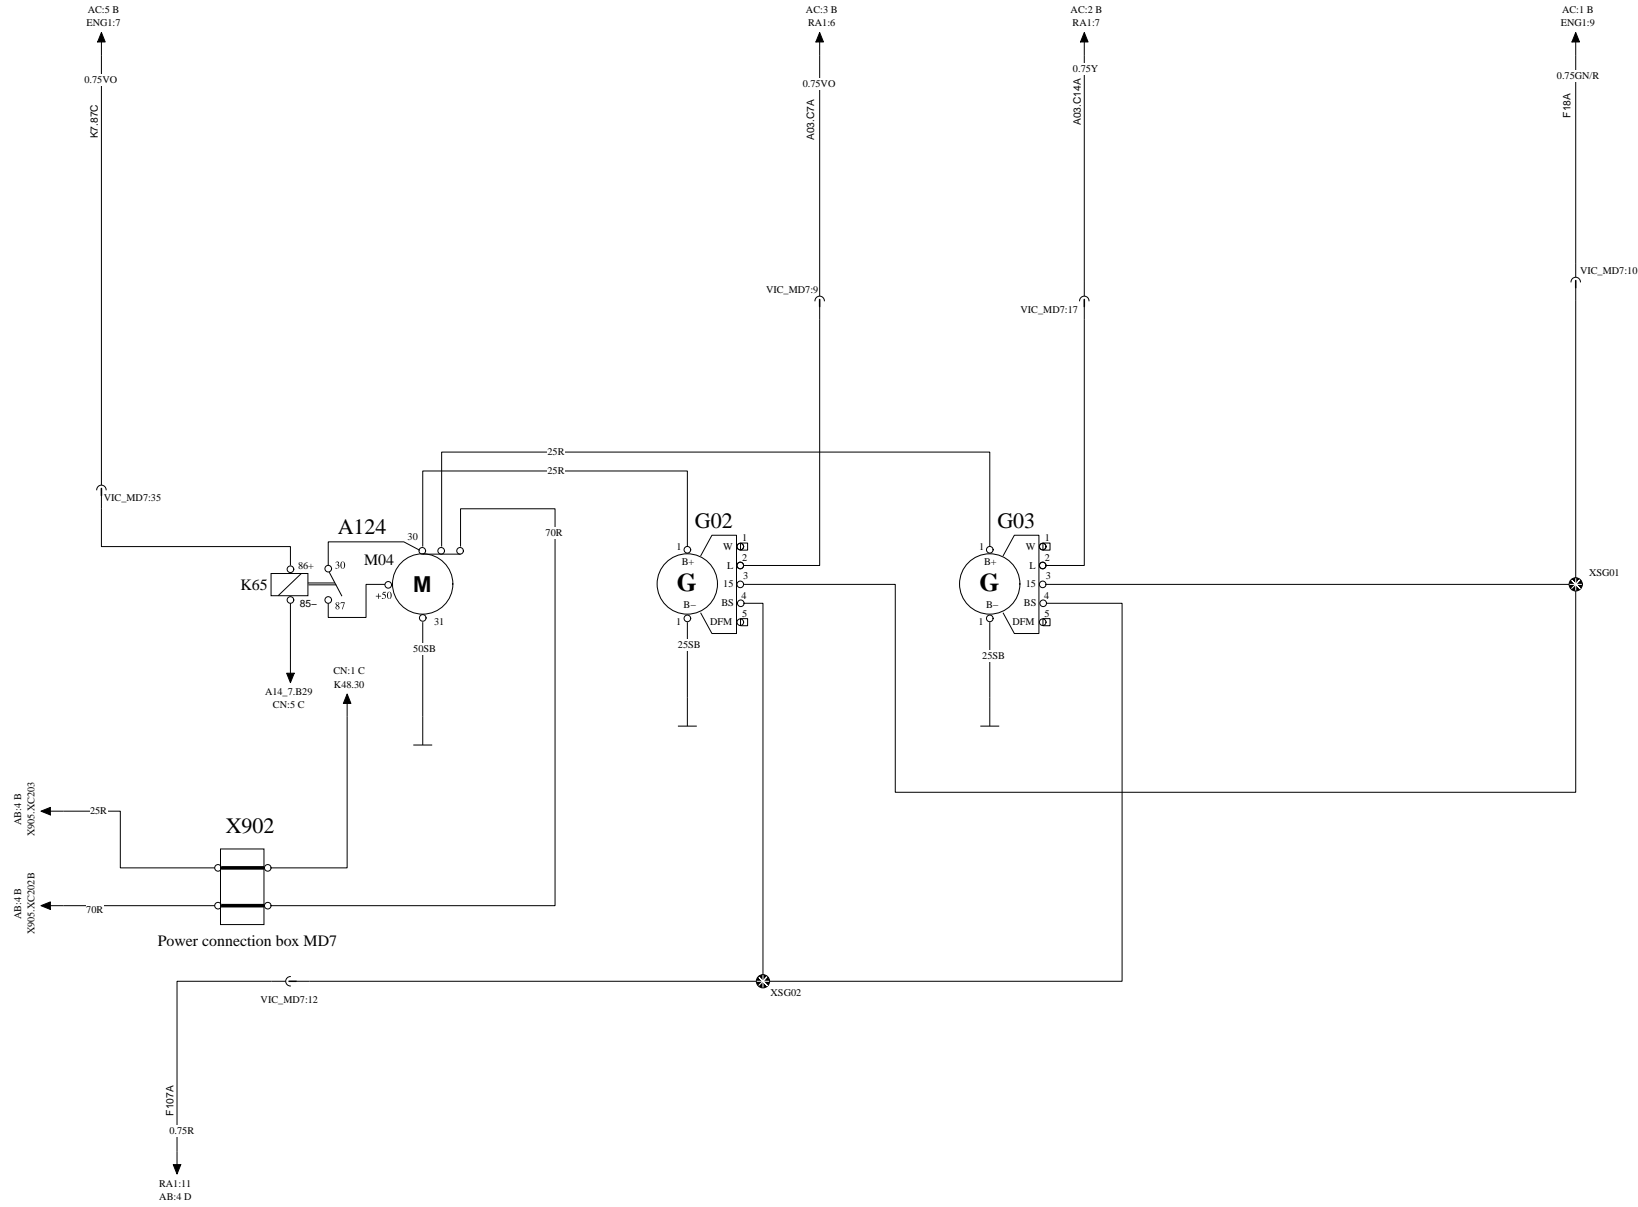 AC:5 B
ENG1:7
AC:3 B
RA1:6
AC:2 B
RA1:7
AC:1 B
ENG1:9
0.75VO
0.75VO
0.75Y
0.75GN/R
K7.87C
A03.C7A
A03.C14A
F18A
VIC_MD7:10
VIC_MD7:9
VIC_MD7:17
25R
25R
VIC_MD7:35
A124
G02
G03
70R
30
M04
M
+50
31
K65
86+
85−
30
87
1
B+
G
B−
1
W
L
15
BS
DFM
1
2
3
4
5
1
B+
G
B−
1
W
L
15
BS
DFM
1
2
3
4
5
XSG01
50SB
25SB
25SB
CN:1 C
K48.30
A14_7.B29
CN:5 C
AB:4 B
X905.XC203
25R
X902
AB:4 B
X905.XC202B
70R
Power connection box MD7
VIC_MD7:12
XSG02
F107A
0.75R
RA1:11
AB:4 D